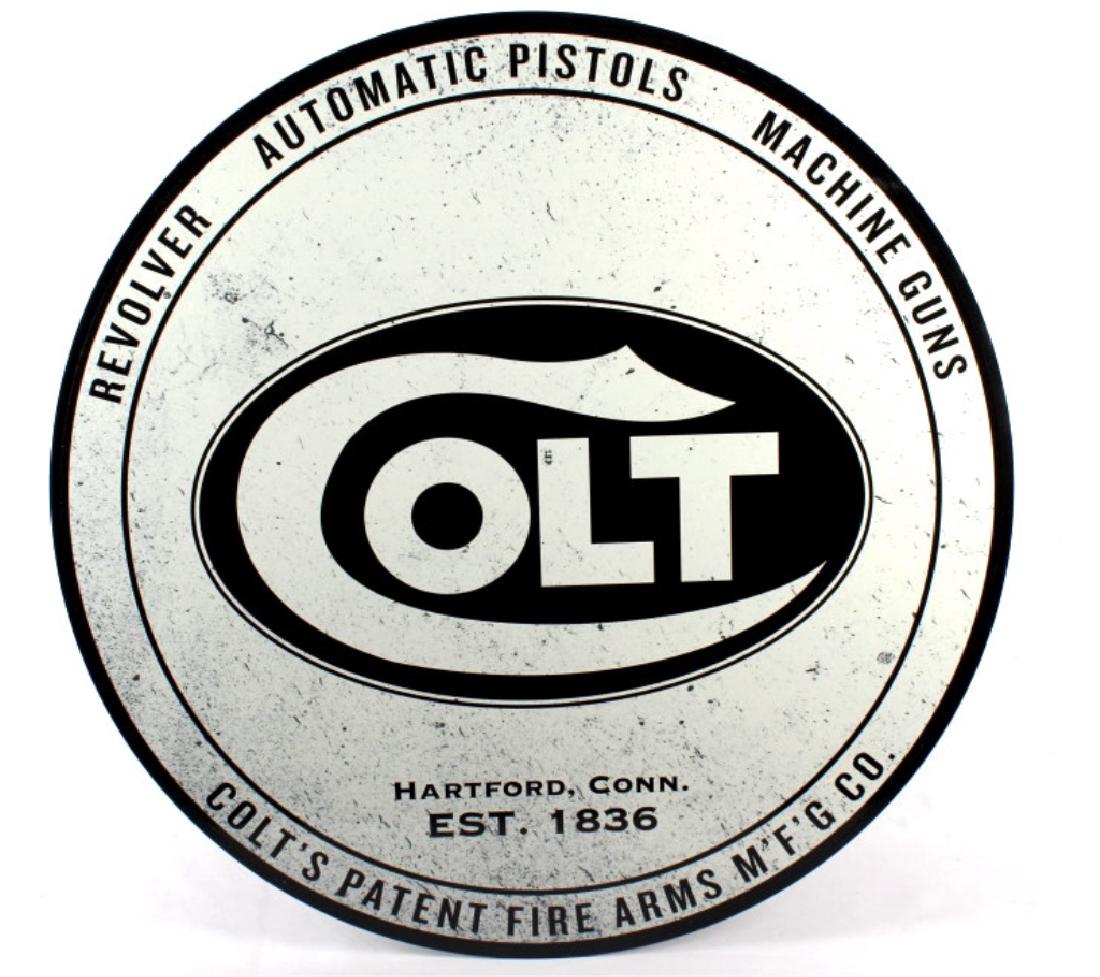 REVOLVER AUTOMATIC PISTOLS MACHINE GUNS
COLT
HARTFORD, CONN.
EST. 1836
COLT'S PATENT FIRE ARMS M'F'G CO.